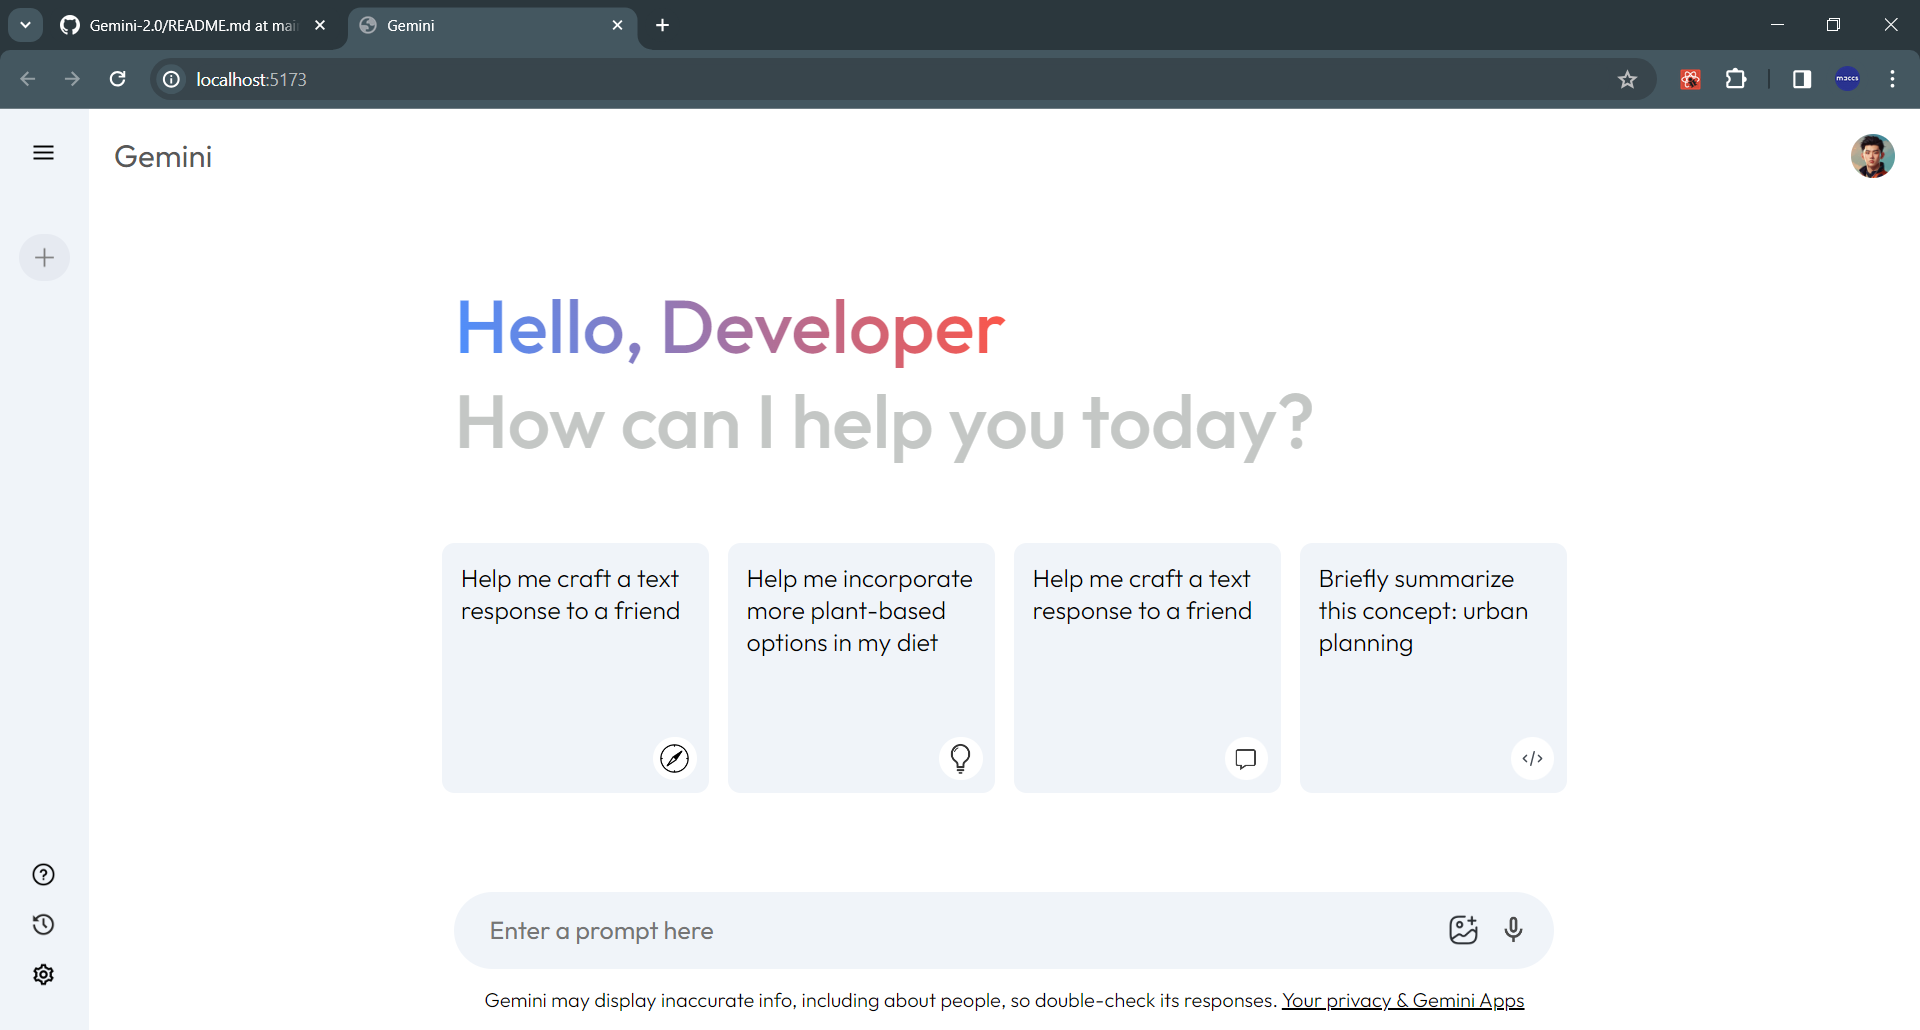 Gemini-2.0/README.md at mai
Gemini
localhost:5173
mɔccs
Gemini
Hello, Developer
How can I help you today?
Help me craft a text
response to a friend
Help me incorporate
more plant-based
options in my diet
Help me craft a text
response to a friend
Briefly summarize
this concept: urban
planning
Enter a prompt here
Gemini may display inaccurate info, including about people, so double-check its responses. Your privacy & Gemini Apps